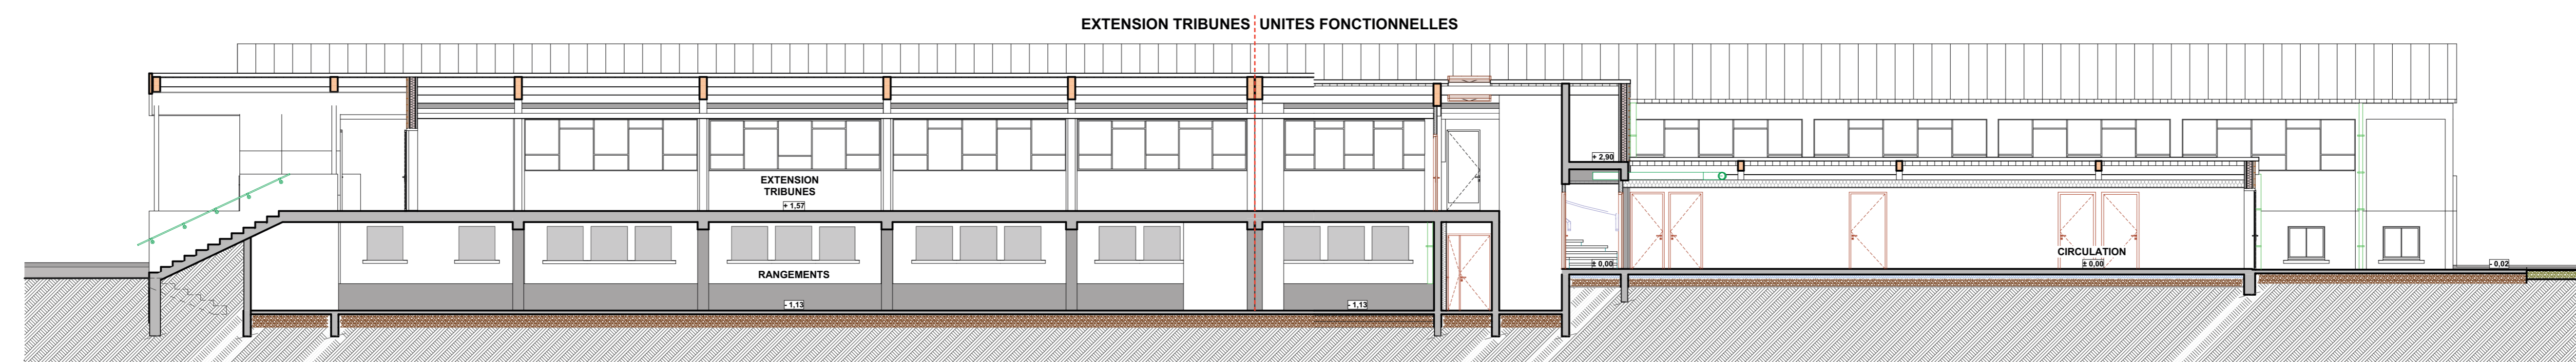 EXTENSION TRIBUNES UNITES FONCTIONNELLES
+ 2,90
EXTENSION
TRIBUNES
+ 1,57
RANGEMENTS
CIRCULATION
± 0,00
± 0,00
- 0,02
- 1,13
- 1,13